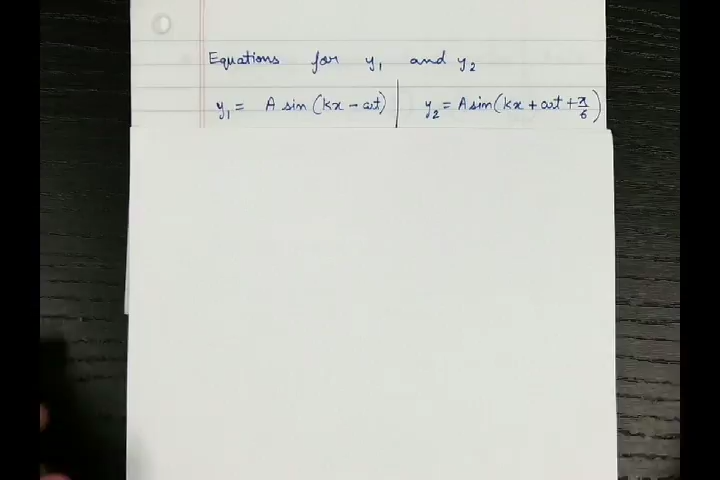 Equations for y₁ and y₂
y₁ = A sin (kx - ωt) | y₂ = A sin(kx + ωt + π/6)